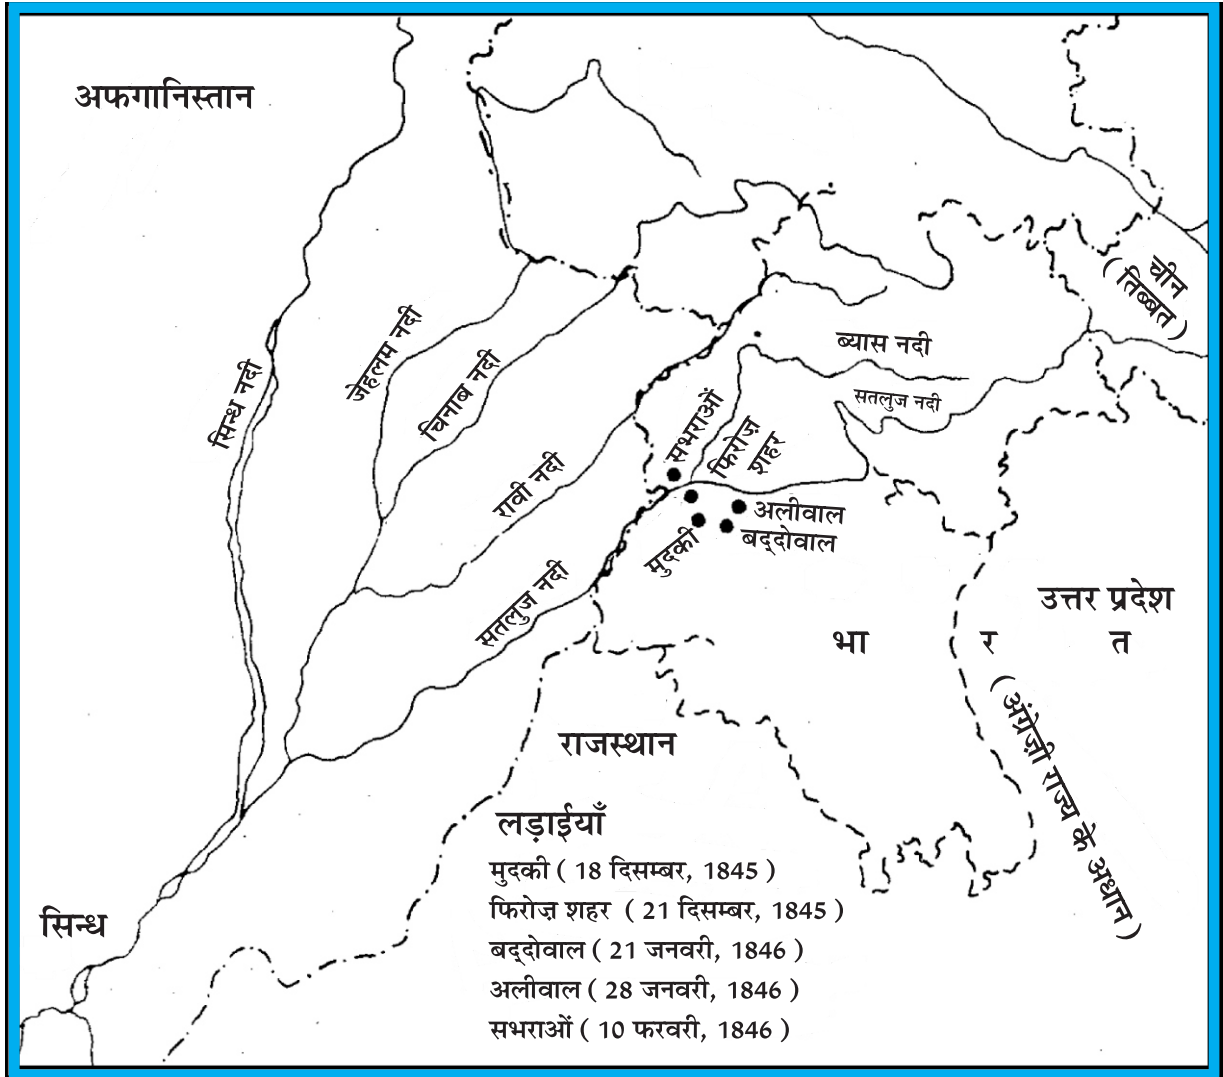 अफगानिस्तान
चीन
( तिब्बत )
सिन्ध नदी
जेहलम नदी
चिनाब नदी
रावी नदी
सतलुज नदी
ब्यास नदी
सतलुज नदी
सभराओं
फिरोज़
शहर
अलीवाल
बद्दोवाल
मुदकी
उत्तर प्रदेश
भा र त
( अंग्रेज़ी राज्य के अधीन )
राजस्थान
सिन्ध
लड़ाईयाँ
मुदकी ( 18 दिसम्बर, 1845 )
फिरोज़ शहर ( 21 दिसम्बर, 1845 )
बद्दोवाल ( 21 जनवरी, 1846 )
अलीवाल ( 28 जनवरी, 1846 )
सभराओं ( 10 फरवरी, 1846 )